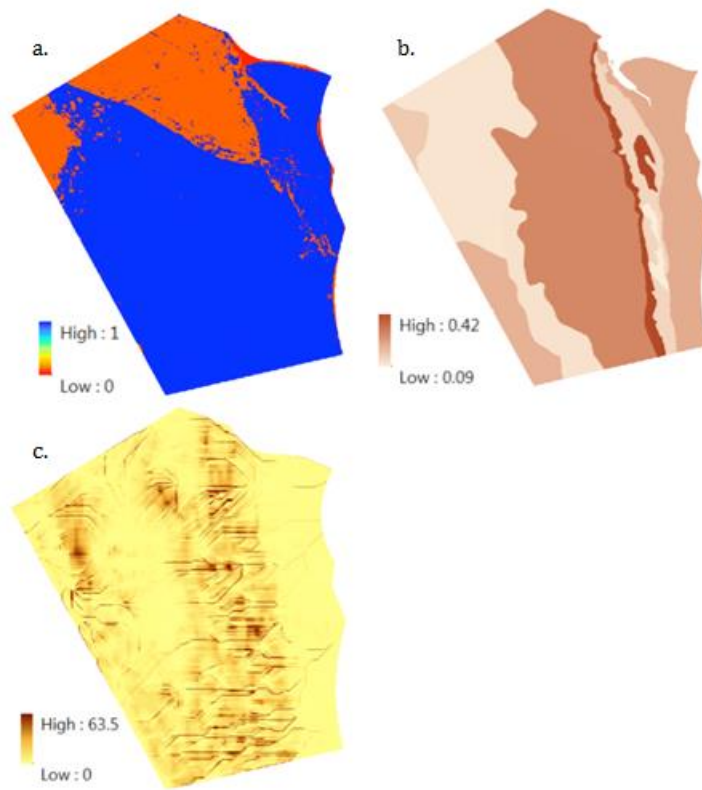 a.
High : 1
Low : 0
b.
High : 0.42
Low : 0.09
c.
High : 63.5
Low : 0